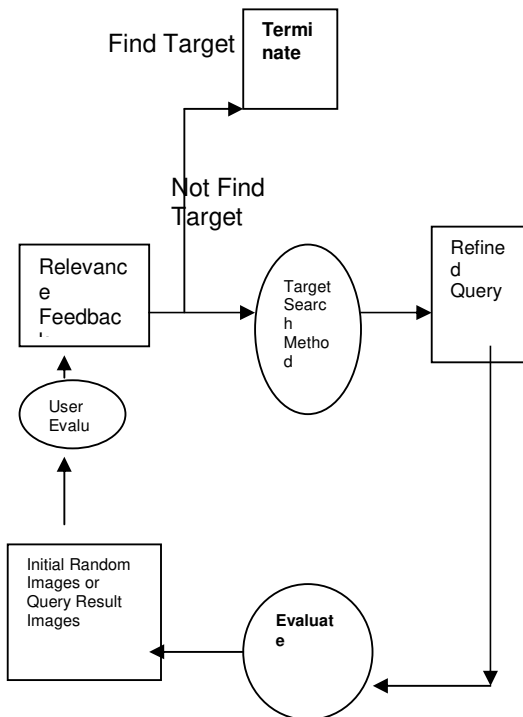 Find Target
Termi
nate
Not Find
Target
Relevanc
e
Feedbac
Target
Searc
h
Metho
d
Refine
d
Query
User
Evalu
Initial Random
Images or
Query Result
Images
Evaluat
e